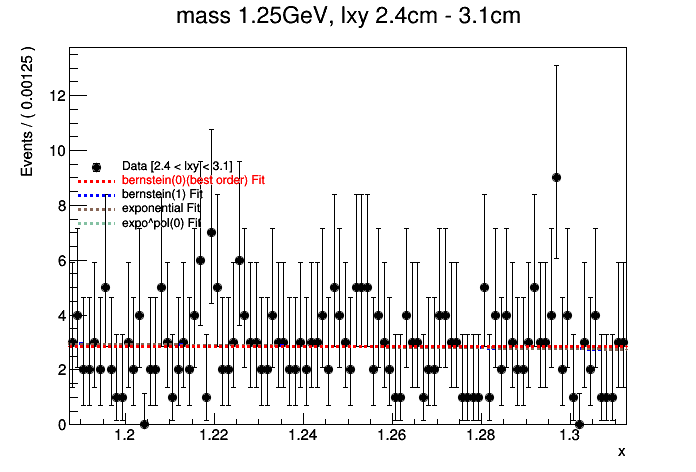 mass 1.25GeV, lxy 2.4cm - 3.1cm
Events / ( 0.00125 )
12
10
8
6
4
2
0
Data [2.4 < lxy < 3.1]
bernstein(0)(best order) Fit
bernstein(1) Fit
exponential Fit
expo^pol(0) Fit
1.2 1.22 1.24 1.26 1.28 1.3
x